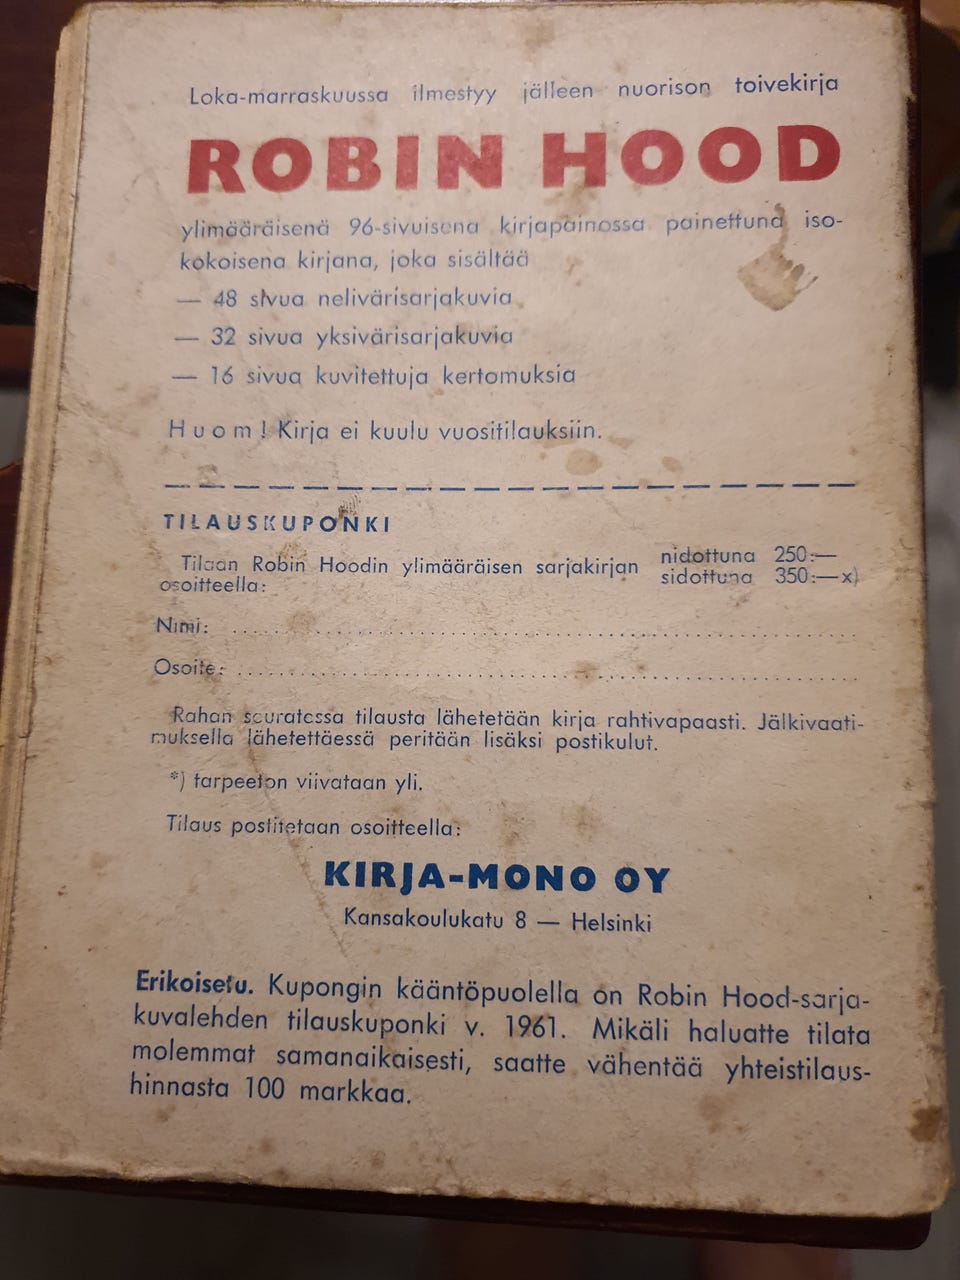 Loka-marraskuussa ilmestyy jälleen nuorison toivekirja
ROBIN HOOD
ylimääräisenä 96-sivuisena kirjapainossa painettuna iso-
kokoisena kirjana, joka sisältää
— 48 sivua nelivärisarjakuvia
— 32 sivua yksivärisarjakuvia
— 16 sivua kuvitettuja kertomuksia
Huom! Kirja ei kuulu vuositilauksiin.
TILAUSKUPONKI
Tilaan Robin Hoodin ylimääräisen sarjakirjan nidottuna 250:—
sidottuna 350:—x)
osoitteella:
Nimi:
Osoite:
Rahan seuratessa tilausta lähetetään kirja rahtivapaasti. Jälkivaati-
muksella lähetettäessä peritään lisäksi postikulut.
*) tarpeeton viivataan yli.
Tilaus postitetaan osoitteella:
KIRJA-MONO OY
Kansakoulukatu 8 — Helsinki
Erikoisetu. Kupongin kääntöpuolella on Robin Hood-sarja-
kuvalehden tilauskuponki v. 1961. Mikäli haluatte tilata
molemmat samanaikaisesti, saatte vähentää yhteistilaus-
hinnasta 100 markkaa.